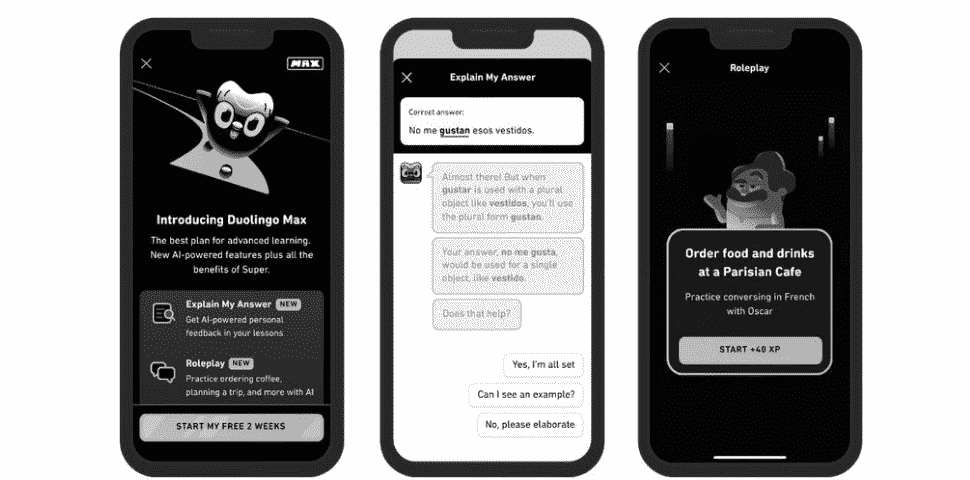 MAX
Introducing Duolingo Max
The best plan for advanced learning.
New AI-powered features plus all the
benefits of Super.
Explain My Answer NEW
Get AI-powered personal
feedback in your lessons
Roleplay NEW
Practice ordering coffee,
planning a trip, and more with AI
START MY FREE 2 WEEKS
Explain My Answer
Correct answer:
No me gustan esos vestidos.
Almost there! But when
gustar is used with a plural
object like vestidos, you'll use
the plural form gustan.
Your answer, no me gusta,
would be used for a single
object, like vestido.
Does that help?
Yes, I'm all set
Can I see an example?
No, please elaborate
Roleplay
Order food and drinks
at a Parisian Cafe
Practice conversing in French
with Oscar
START +40 XP